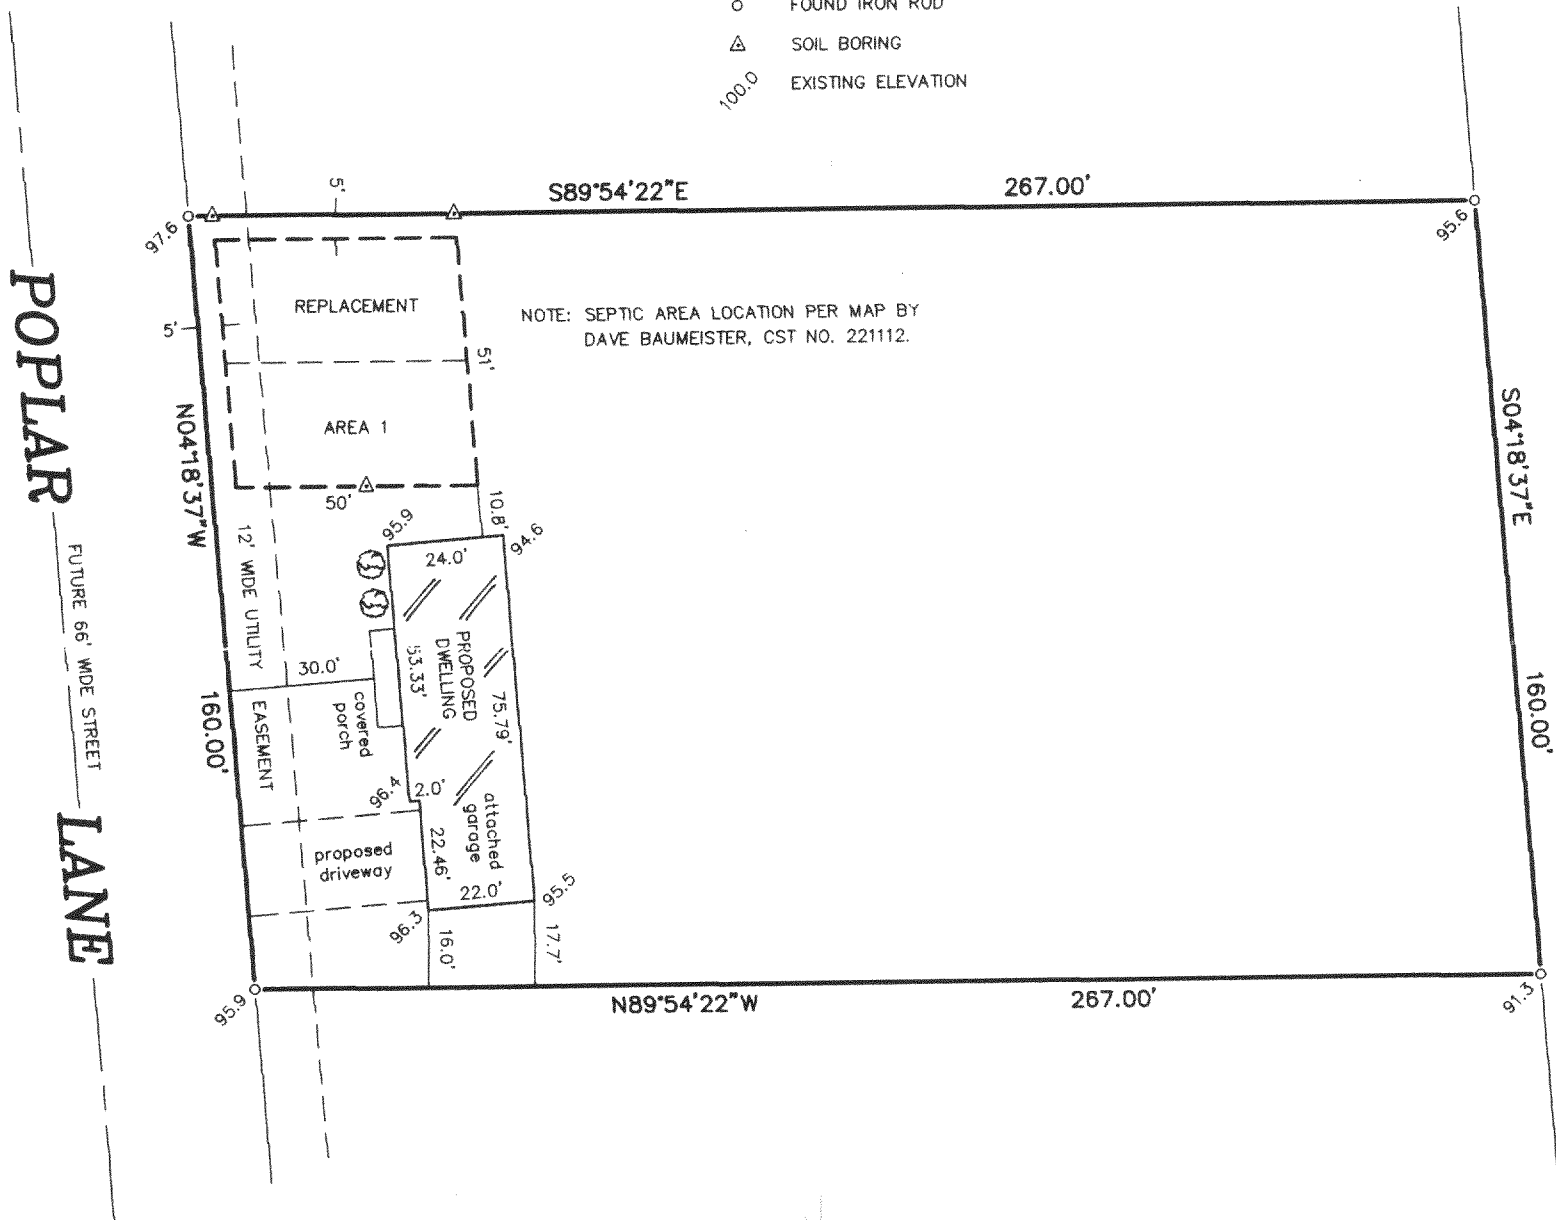 FOUND IRON ROD
SOIL BORING
100.0 EXISTING ELEVATION
S89°54'22"E
267.00'
5'
97.6
95.6
REPLACEMENT
NOTE: SEPTIC AREA LOCATION PER MAP BY
DAVE BAUMEISTER, CST NO. 221112.
5'
51'
AREA 1
50'
10.8'
N04°18'37"W
160.00'
S04°18'37"E
160.00'
POPLAR LANE
FUTURE 66' WIDE STREET
12' WIDE UTILITY
EASEMENT
95.9
94.6
24.0'
30.0'
covered
porch
53.33'
PROPOSED
DWELLING
75.79'
96.4
2.0'
attached
garage
22.46'
proposed
driveway
22.0'
95.5
96.3
16.0'
17.7'
95.9
N89°54'22"W
267.00'
91.3